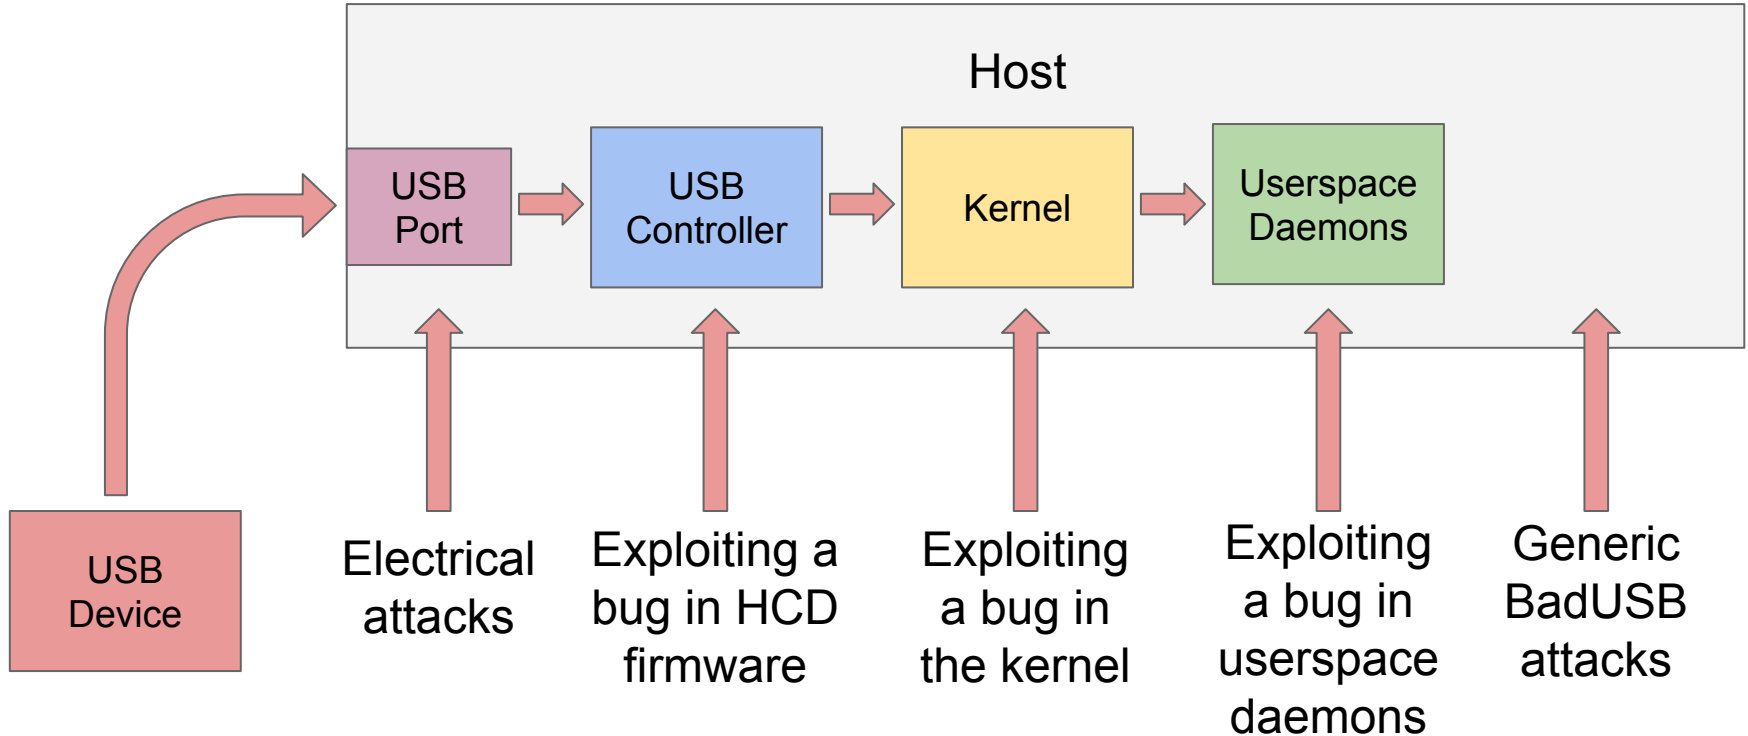 Host
USB
Port
USB
Controller
Kernel
Userspace
Daemons
USB
Device
Electrical
attacks
Exploiting a
bug in HCD
firmware
Exploiting
a bug in
the kernel
Exploiting
a bug in
userspace
daemons
Generic
BadUSB
attacks